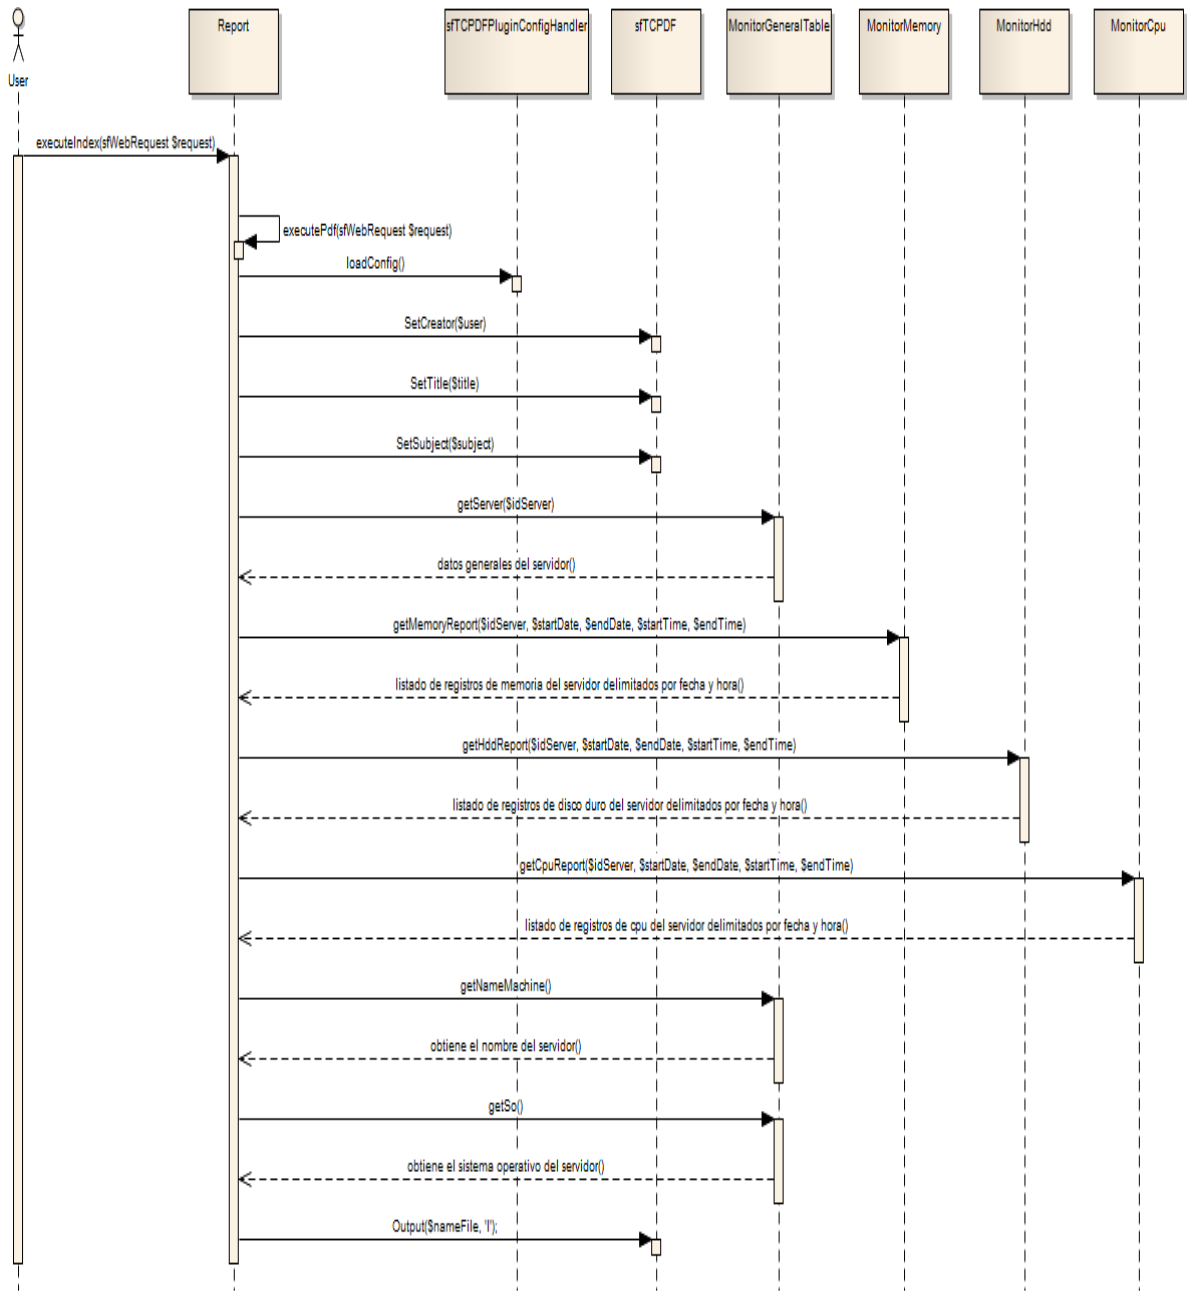 User
Report
sfTCPDFPluginConfigHandler
sfTCPDF
MonitorGeneralTable
MonitorMemory
MonitorHdd
MonitorCpu
executeIndex(sfWebRequest $request)
executePdf(sfWebRequest $request)
loadConfig()
SetCreator($user)
SetTitle($title)
SetSubject($subject)
getServer($idServer)
datos generales del servidor()
getMemoryReport($idServer, $startDate, $endDate, $startTime, $endTime)
listado de registros de memoria del servidor delimitados por fecha y hora()
getHddReport($idServer, $startDate, $endDate, $startTime, $endTime)
listado de registros de disco duro del servidor delimitados por fecha y hora()
getCpuReport($idServer, $startDate, $endDate, $startTime, $endTime)
listado de registros de cpu del servidor delimitados por fecha y hora()
getNameMachine()
obtiene el nombre del servidor()
getSo()
obtiene el sistema operativo del servidor()
Output($nameFile, 'I');